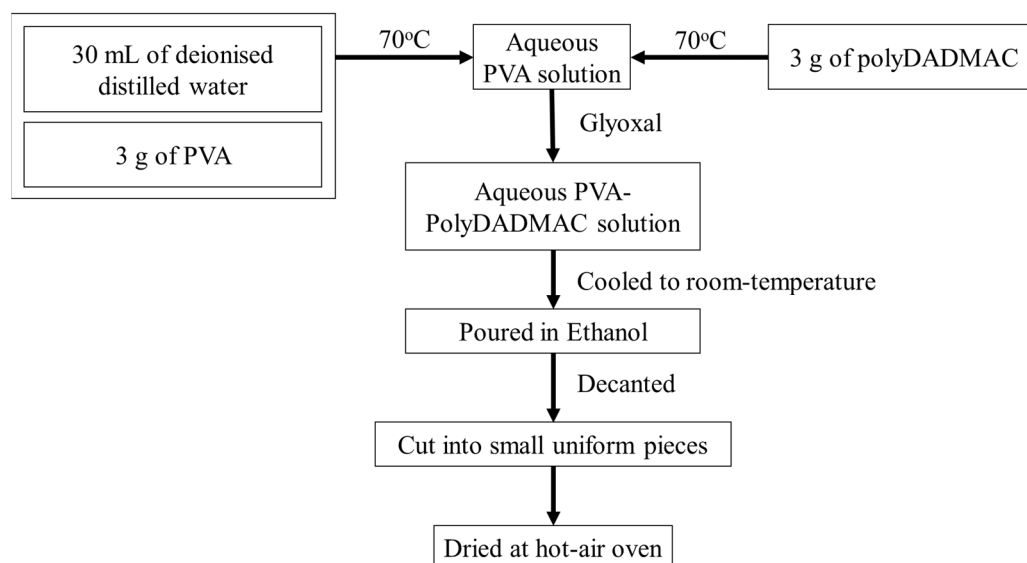 30 mL of deionised
distilled water
3 g of PVA
70°C
Aqueous
PVA solution
70°C
3 g of polyDADMAC
Glyoxal
Aqueous PVA-
PolyDADMAC solution
Cooled to room-temperature
Poured in Ethanol
Decanted
Cut into small uniform pieces
Dried at hot-air oven